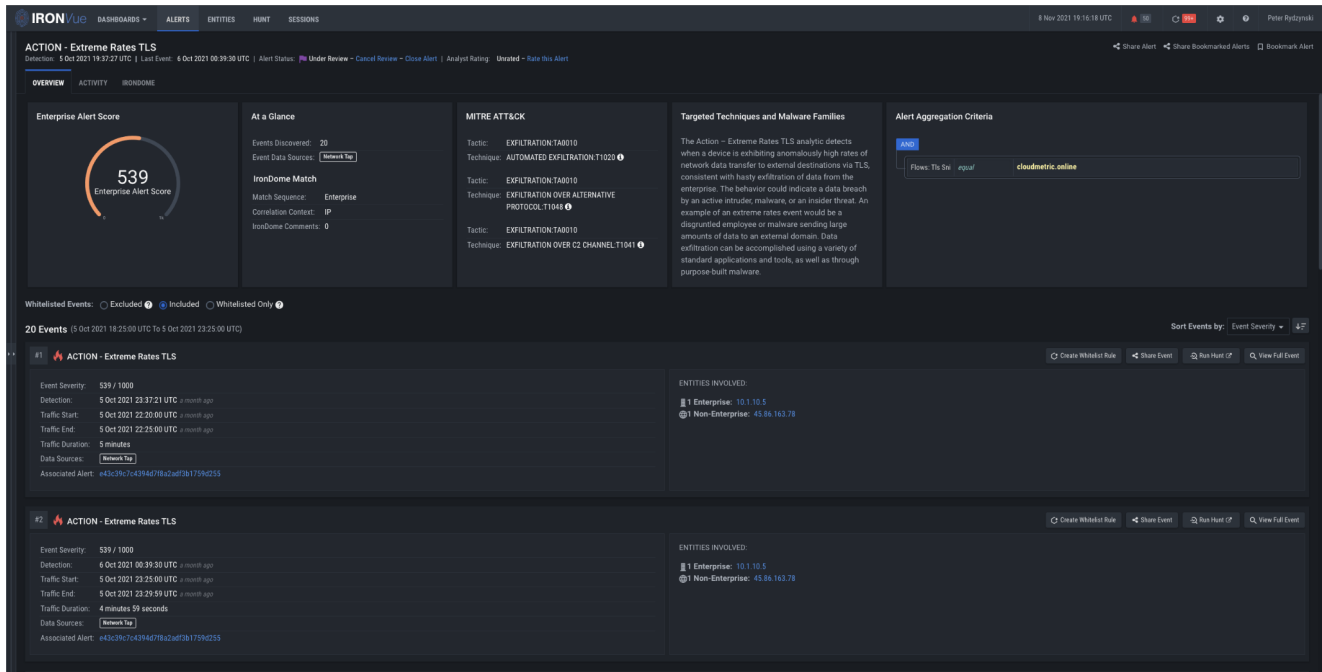 IRONVue DASHBOARDS ALERTS ENTITIES HUNT SESSIONS
8 Nov 2021 19:16:18 UTC 99+ Peter Rydzynski
ACTION - Extreme Rates TLS
Share Alert Share Bookmarked Alerts Bookmark Alert
Detection: 5 Oct 2021 19:37:27 UTC | Last Event: 6 Oct 2021 00:39:30 UTC | Alert Status: Under Review – Cancel Review – Close Alert | Analyst Rating: Unrated – Rate this Alert
OVERVIEW ACTIVITY IRONDOME
Enterprise Alert Score
539
Enterprise Alert Score
At a Glance
Events Discovered: 20
Event Data Sources: Network Tap
IronDome Match
Match Sequence: Enterprise
Correlation Context: IP
IronDome Comments: 0
MITRE ATT&CK
Tactic: EXFILTRATION:TA0010
Technique: AUTOMATED EXFILTRATION:T1020
Tactic: EXFILTRATION:TA0010
Technique: EXFILTRATION OVER ALTERNATIVE
PROTOCOL:T1048
Tactic: EXFILTRATION:TA0010
Technique: EXFILTRATION OVER C2 CHANNEL:T1041
Targeted Techniques and Malware Families
The Action – Extreme Rates TLS analytic detects
when a device is exhibiting anomalously high rates of
network data transfer to external destinations via TLS,
consistent with hasty exfiltration of data from the
enterprise. The behavior could indicate a data breach
by an active intruder, malware, or an insider threat. An
example of an extreme rates event would be a
disgruntled employee or malware sending large
amounts of data to an external domain. Data
exfiltration can be accomplished using a variety of
standard applications and tools, as well as through
purpose-built malware.
Alert Aggregation Criteria
AND
Flows: Tls Sni equal cloudmetric.online
Whitelisted Events: Excluded Included Whitelisted Only
20 Events (5 Oct 2021 18:25:00 UTC To 5 Oct 2021 23:25:00 UTC)
Sort Events by: Event Severity
#1 ACTION - Extreme Rates TLS
Create Whitelist Rule Share Event Run Hunt View Full Event
Event Severity: 539 / 1000
Detection: 5 Oct 2021 23:37:21 UTC a month ago
Traffic Start: 5 Oct 2021 22:20:00 UTC a month ago
Traffic End: 5 Oct 2021 22:25:00 UTC a month ago
Traffic Duration: 5 minutes
Data Sources: Network Tap
Associated Alert: e43c39c7c4394d7f8a2adf3b1759d255
ENTITIES INVOLVED:
1 Enterprise: 10.1.10.5
1 Non-Enterprise: 45.86.163.78
#2 ACTION - Extreme Rates TLS
Create Whitelist Rule Share Event Run Hunt View Full Event
Event Severity: 539 / 1000
Detection: 6 Oct 2021 00:39:30 UTC a month ago
Traffic Start: 5 Oct 2021 23:25:00 UTC a month ago
Traffic End: 5 Oct 2021 23:29:59 UTC a month ago
Traffic Duration: 4 minutes 59 seconds
Data Sources: Network Tap
Associated Alert: e43c39c7c4394d7f8a2adf3b1759d255
ENTITIES INVOLVED:
1 Enterprise: 10.1.10.5
1 Non-Enterprise: 45.86.163.78